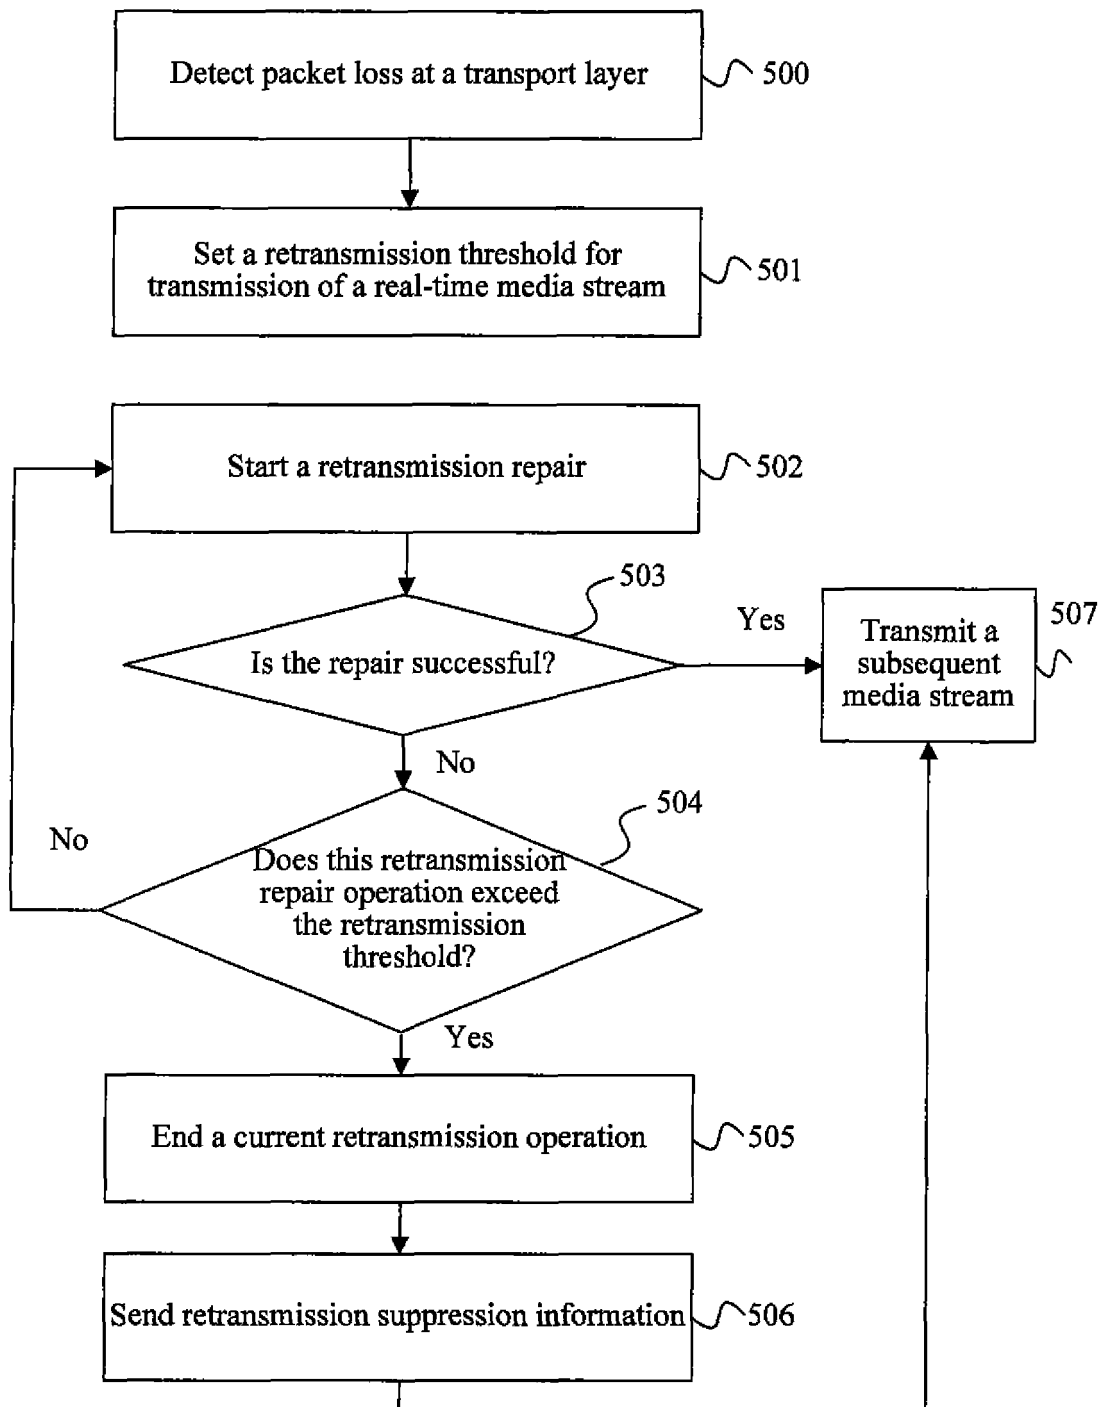 Detect packet loss at a transport layer
500
Set a retransmission threshold for
transmission of a real-time media stream
501
Start a retransmission repair
502
503
Is the repair successful?
Yes
Transmit a
subsequent
media stream
507
No
504
No
Does this retransmission
repair operation exceed
the retransmission
threshold?
Yes
End a current retransmission operation
505
Send retransmission suppression information
506